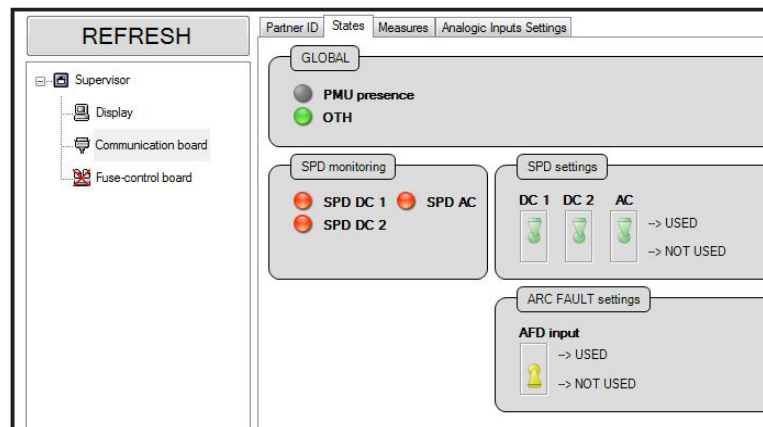 REFRESH
Supervisor
Display
Communication board
Fuse-control board
Partner ID States Measures Analogic Inputs Settings
GLOBAL
PMU presence
OTH
SPD monitoring
SPD DC 1 SPD AC
SPD DC 2
SPD settings
DC 1 DC 2 AC
--> USED
--> NOT USED
ARC FAULT settings
AFD input
--> USED
--> NOT USED